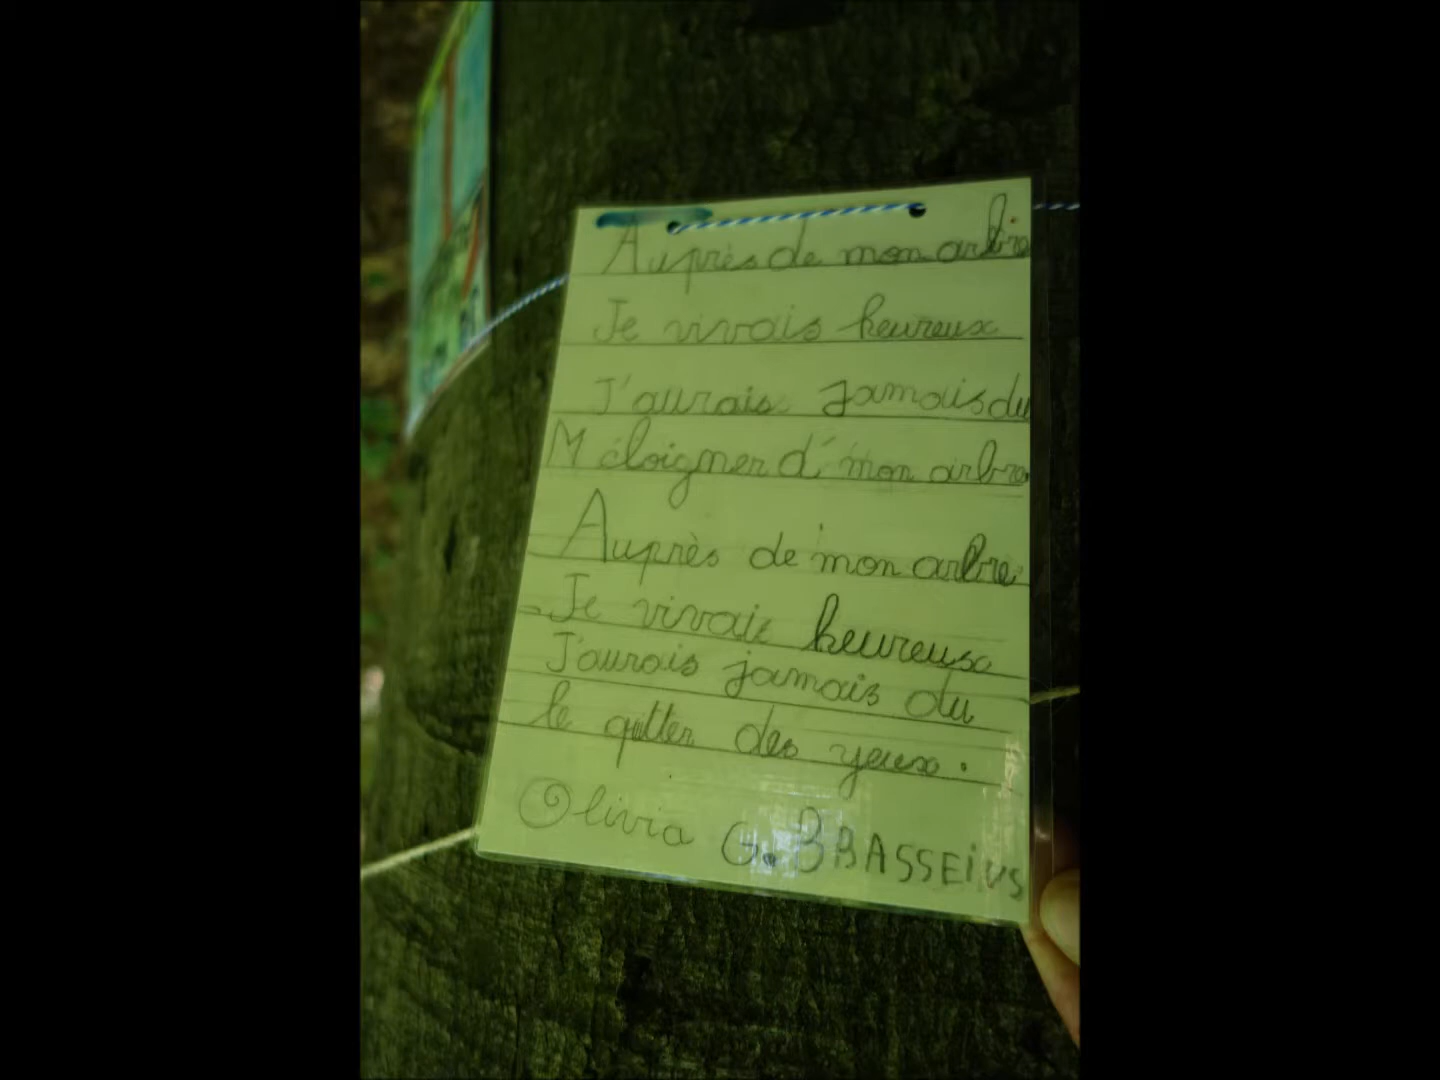 Auprès de mon arbre
Je vivais heureux
J'aurais jamais du
M éloigner d' mon arbre
Auprès de mon arbre
Je vivais heureux
J'aurais jamais du
le quitter des yeux.
Olivia G. BRASSEiNS